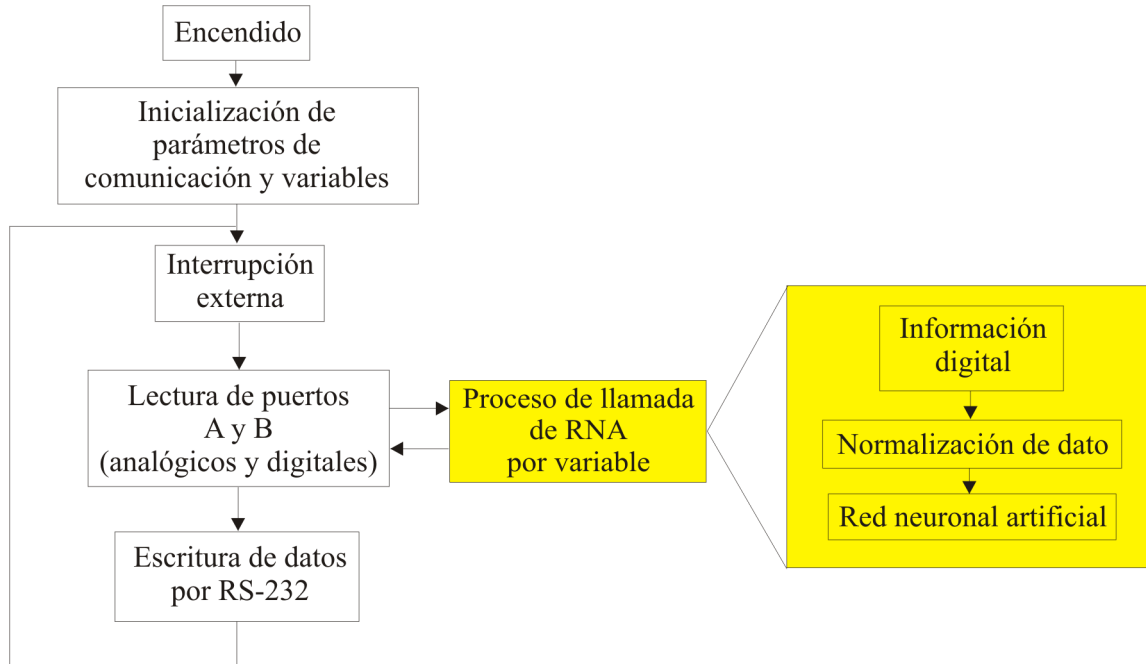 Encendido
Inicialización de
parámetros de
comunicación y variables
Interrupción
externa
Lectura de puertos
A y B
(analógicos y digitales)
Proceso de llamada
de RNA
por variable
Información
digital
Normalización de dato
Red neuronal artificial
Escritura de datos
por RS-232